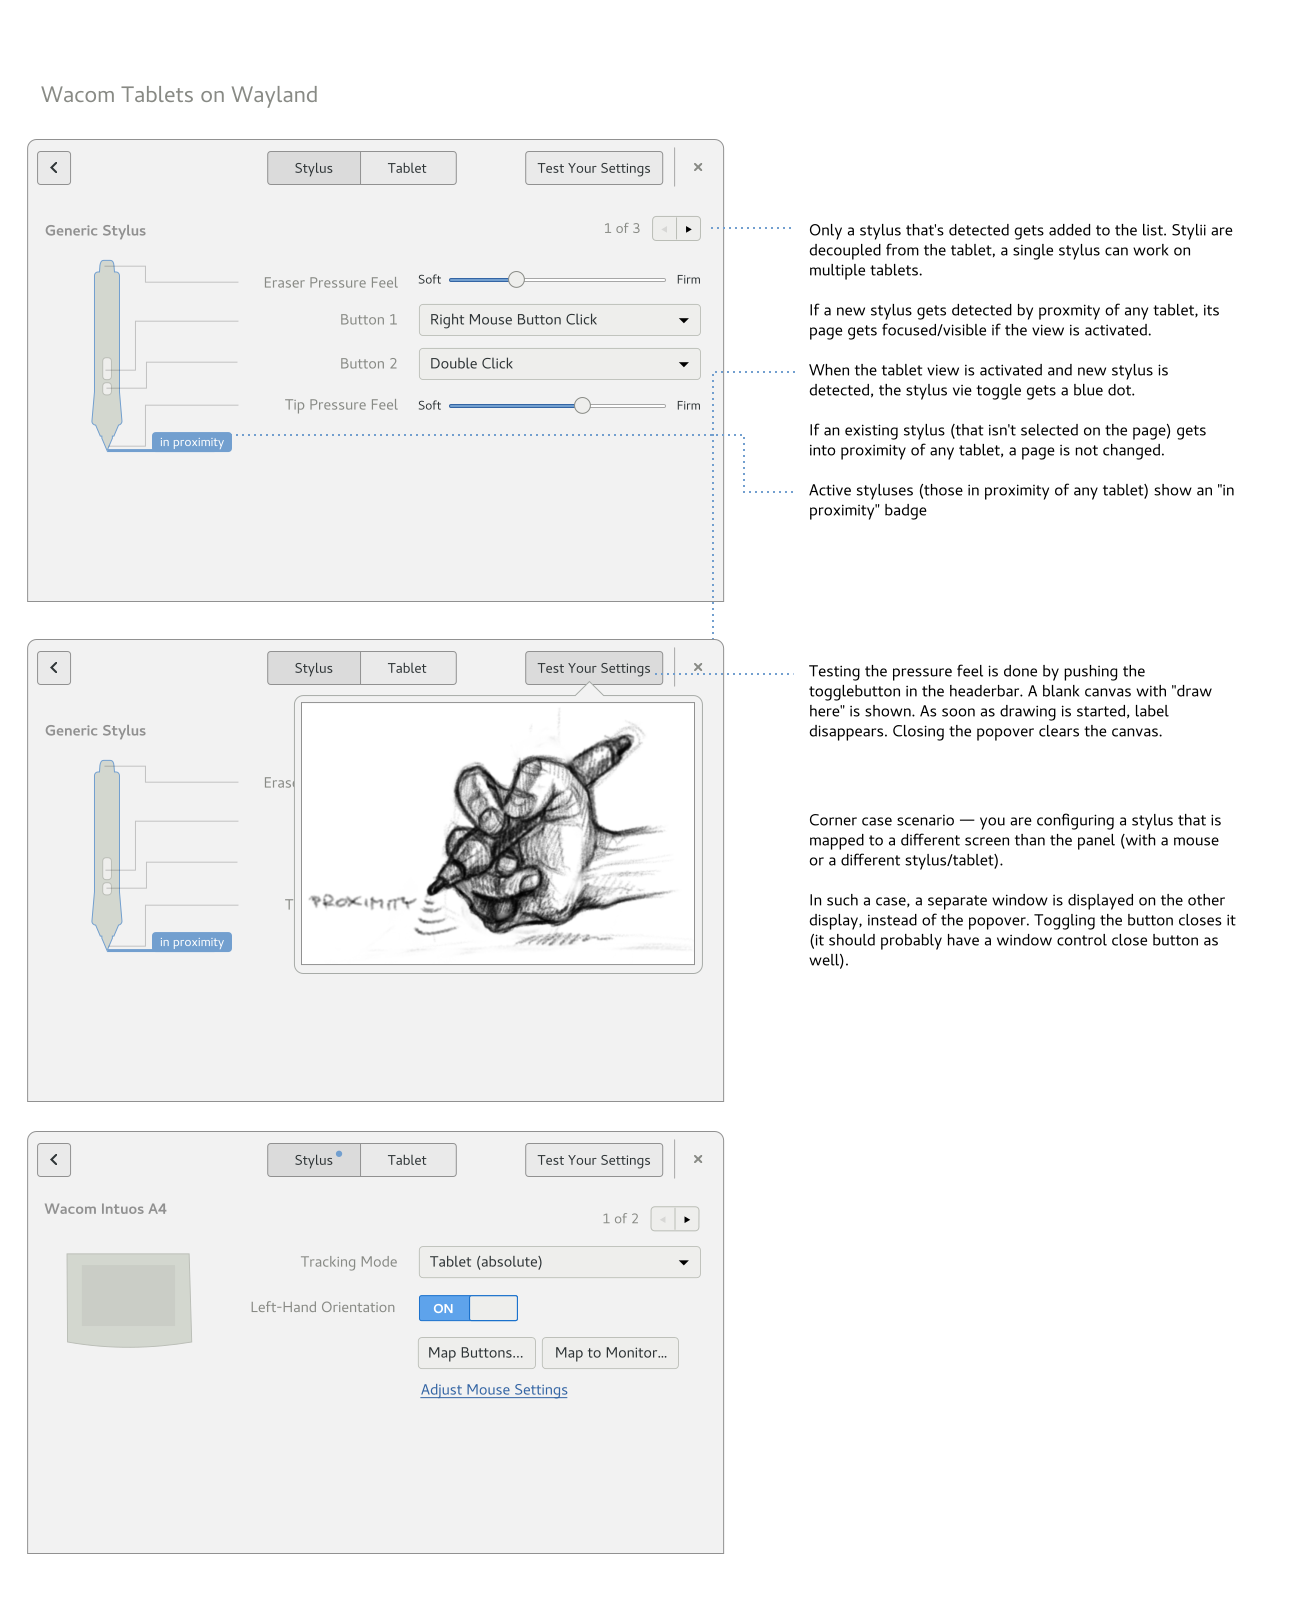 Wacom Tablets on Wayland
Stylus
Tablet
Test Your Settings
Generic Stylus
1 of 3
Eraser Pressure Feel
Soft
Firm
Button 1
Right Mouse Button Click
Button 2
Double Click
Tip Pressure Feel
Soft
Firm
in proximity
Only a stylus that's detected gets added to the list. Stylii are
decoupled from the tablet, a single stylus can work on
multiple tablets.
If a new stylus gets detected by proxmity of any tablet, its
page gets focused/visible if the view is activated.
When the tablet view is activated and new stylus is
detected, the stylus vie toggle gets a blue dot.
If an existing stylus (that isn't selected on the page) gets
into proximity of any tablet, a page is not changed.
Active styluses (those in proximity of any tablet) show an "in
proximity" badge
Stylus
Tablet
Test Your Settings
Generic Stylus
Eras
T
in proximity
PROXIMITY
Testing the pressure feel is done by pushing the
togglebutton in the headerbar. A blank canvas with "draw
here" is shown. As soon as drawing is started, label
disappears. Closing the popover clears the canvas.
Corner case scenario — you are configuring a stylus that is
mapped to a different screen than the panel (with a mouse
or a different stylus/tablet).
In such a case, a separate window is displayed on the other
display, instead of the popover. Toggling the button closes it
(it should probably have a window control close button as
well).
Stylus
Tablet
Test Your Settings
Wacom Intuos A4
1 of 2
Tracking Mode
Tablet (absolute)
Left-Hand Orientation
ON
Map Buttons...
Map to Monitor...
Adjust Mouse Settings